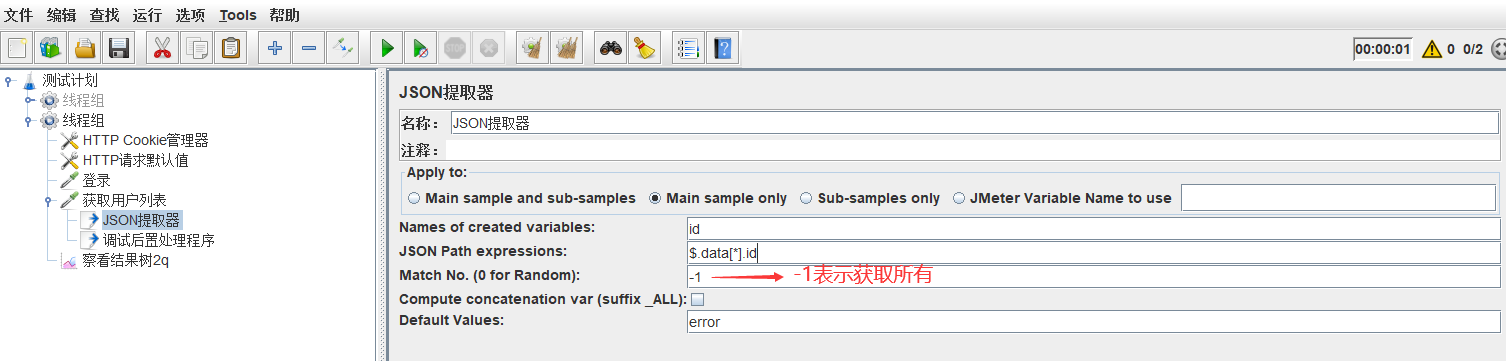 文件 编辑 查找 运行 选项 Tools 帮助
STOP
00:00:01 0 0/2
测试计划
线程组
线程组
HTTP Cookie管理器
HTTP请求默认值
登录
获取用户列表
JSON提取器
调试后置处理程序
察看结果树2q
JSON提取器
名称: JSON提取器
注释:
Apply to:
Main sample and sub-samples Main sample only Sub-samples only JMeter Variable Name to use
Names of created variables: id
JSON Path expressions: $.data[*].id
Match No. (0 for Random): -1 -1表示获取所有
Compute concatenation var (suffix _ALL):
Default Values: error